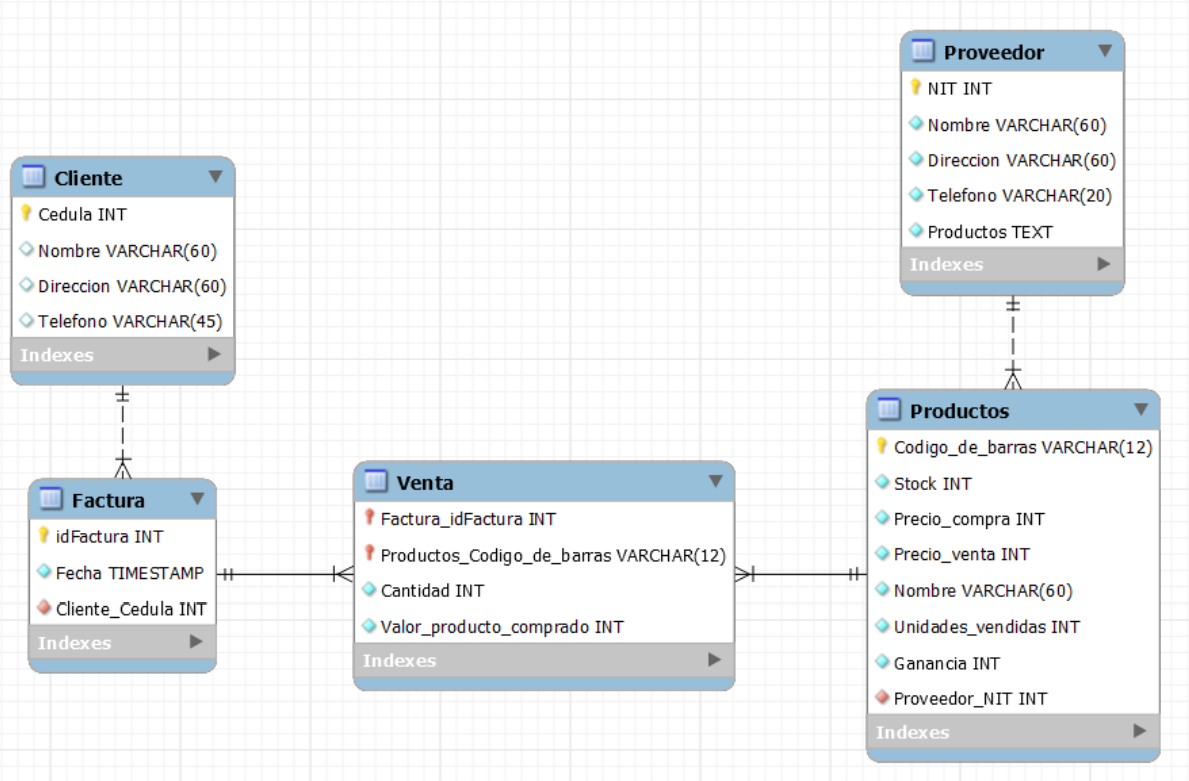 Proveedor
NIT INT
Nombre VARCHAR(60)
Direccion VARCHAR(60)
Telefono VARCHAR(20)
Productos TEXT
Indexes
Cliente
Cedula INT
Nombre VARCHAR(60)
Direccion VARCHAR(60)
Telefono VARCHAR(45)
Indexes
Factura
idFactura INT
Fecha TIMESTAMP
Cliente_Cedula INT
Indexes
Venta
Factura_idFactura INT
Productos_Codigo_de_barras VARCHAR(12)
Cantidad INT
Valor_producto_comprado INT
Indexes
Productos
Codigo_de_barras VARCHAR(12)
Stock INT
Precio_compra INT
Precio_venta INT
Nombre VARCHAR(60)
Unidades_vendidas INT
Ganancia INT
Proveedor_NIT INT
Indexes